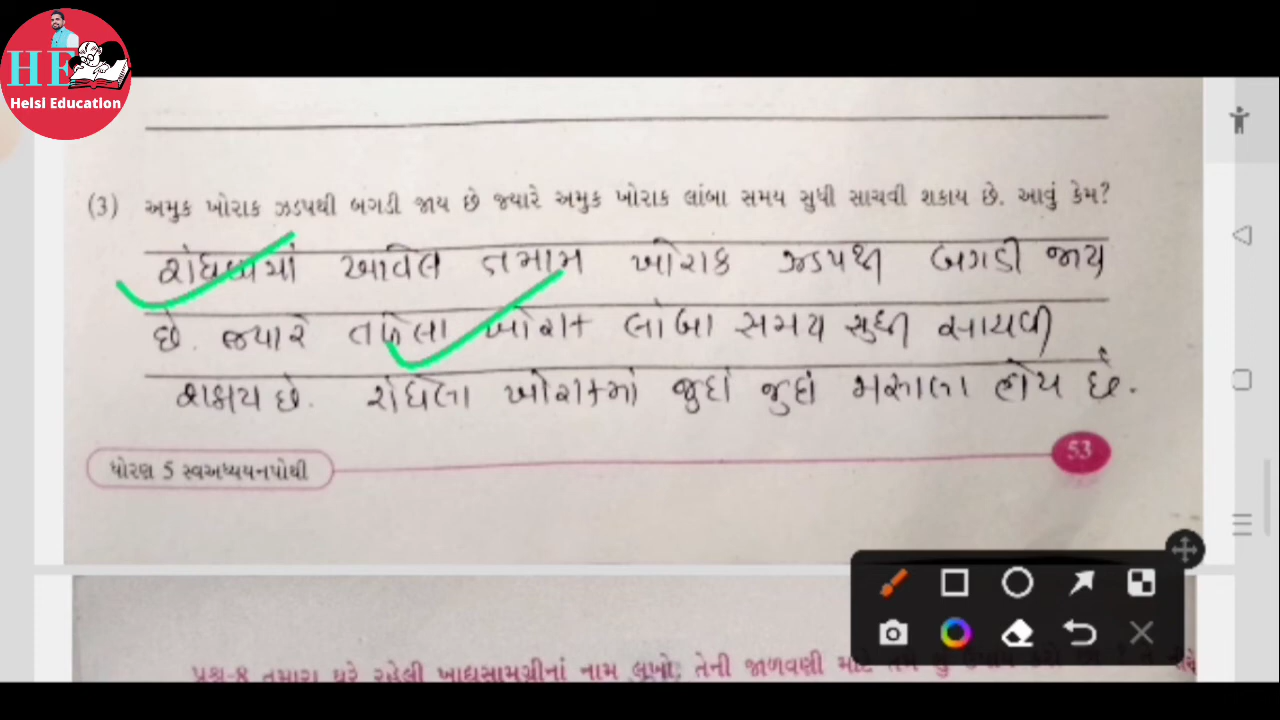 HE
Helsi Education
(3) અમુક ખોરાક ઝડપથી બગડી જાય છે જ્યારે અમુક ખોરાક લાંબા સમય સુધી સાચવી શકાય છે. આવું કેમ?
રાંધવામાં આવેલ તમામ ખોરાક ઝડપથી બગડી જાય
છે. જ્યારે તળેલા ખોરાક લાંબા સમય સુધી સાચવી
શકાય છે. રાંધેલા ખોરાકમાં જુદાં જુદાં મસાલા હોય છે.
ધોરણ 5 સ્વઅધ્યયનપોથી
53
પ્રશ્ન-8 તમારા ઘરે રહેલી ખાદ્યસામગ્રીનાં નામ લખો; તેની જાળવણી માટે